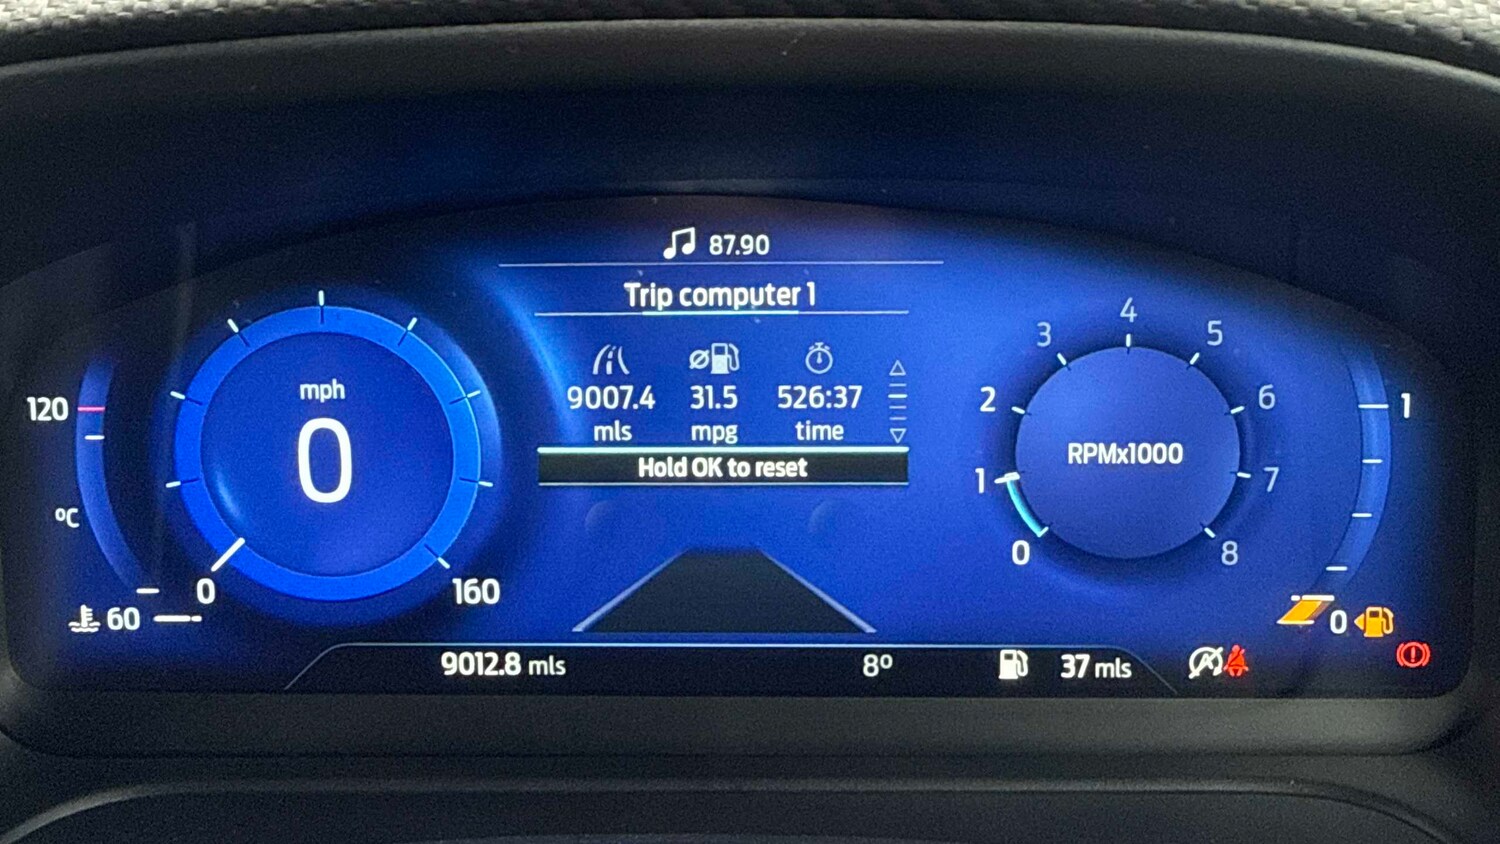 87.90
Trip computer 1
9007.4 31.5 526:37
mls mpg time
Hold OK to reset
120
ºC
60
mph
0
0
160
0
1
2
3
4
5
6
7
8
RPMx1000
1
0
9012.8 mls
8º
37 mls